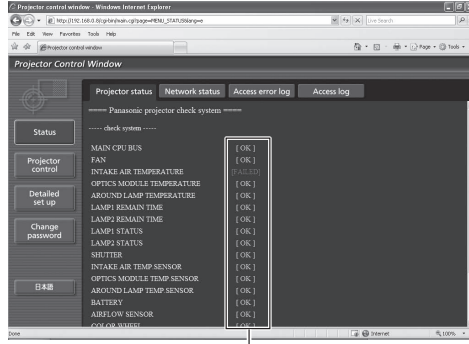 Projector control window - Windows Internet Explorer
http://192.168.0.8/cgi-bin/main.cgi?page=MENU_STATUS&lang=e
Live Search
File Edit View Favorites Tools Help
Projector control window
Page Tools
Projector Control Window
Projector status Network status Access error log Access log
==== Panasonic projector check system ====
----- check system -----
Status
Projector control
Detailed set up
Change password
日本語
MAIN CPU BUS [ OK ]
FAN [ OK ]
INTAKE AIR TEMPERATURE [FAILED]
OPTICS MODULE TEMPERATURE [ OK ]
AROUND LAMP TEMPERATURE [ OK ]
LAMP1 REMAIN TIME [ OK ]
LAMP2 REMAIN TIME [ OK ]
LAMP1 STATUS [ OK ]
LAMP2 STATUS [ OK ]
SHUTTER [ OK ]
INTAKE AIR TEMP.SENSOR [ OK ]
OPTICS MODULE TEMP.SENSOR [ OK ]
AROUND LAMP TEMP.SENSOR [ OK ]
BATTERY [ OK ]
AIRFLOW SENSOR [ OK ]
COLOR WHEEL [ OK ]
Done Internet 100%